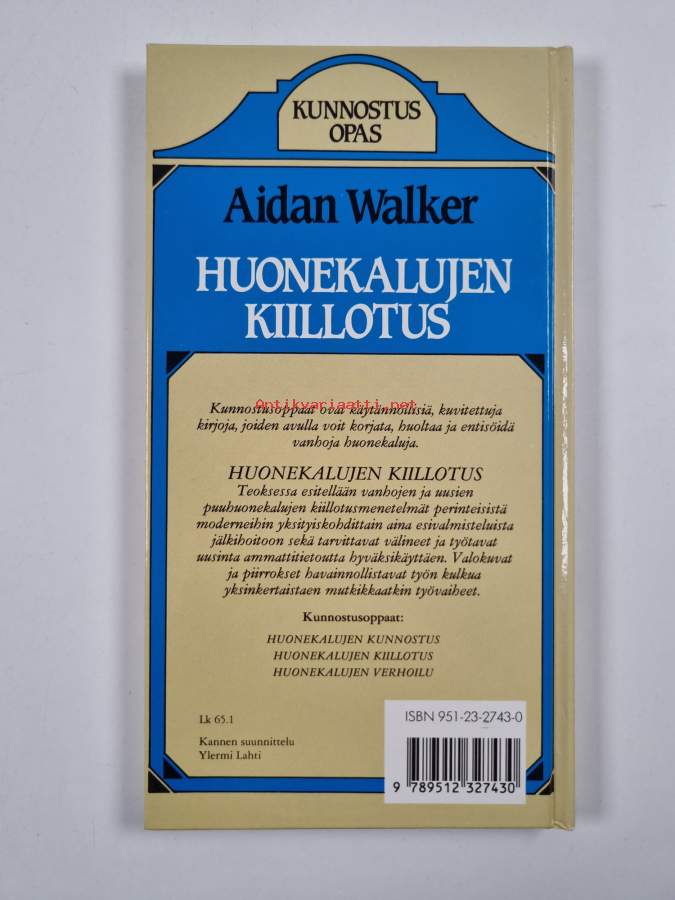 KUNNOSTUS
OPAS
Aidan Walker
HUONEKALUJEN
KIILLOTUS
Antikvariaatti.net
Kunnostusoppaat ovat käytännöllisiä, kuvitettuja
kirjoja, joiden avulla voit korjata, huoltaa ja entisöidä
vanhoja huonekaluja.
HUONEKALUJEN KIILLOTUS
Teoksessa esitellään vanhojen ja uusien
puuhuonekalujen kiillotusmenetelmät perinteisistä
moderneihin yksityiskohdittain aina esivalmisteluista
jälkihoitoon sekä tarvittavat välineet ja työtavat
uusinta ammattitietoutta hyväksikäyttäen. Valokuvat
ja piirrokset havainnollistavat työn kulkua
yksinkertaistaen mutkikkaatkin työvaiheet.
Kunnostusoppaat:
HUONEKALUJEN KUNNOSTUS
HUONEKALUJEN KIILLOTUS
HUONEKALUJEN VERHOILU
Lk 65.1
Kannen suunnittelu
Ylermi Lahti
ISBN 951-23-2743-0
9 789512 327430